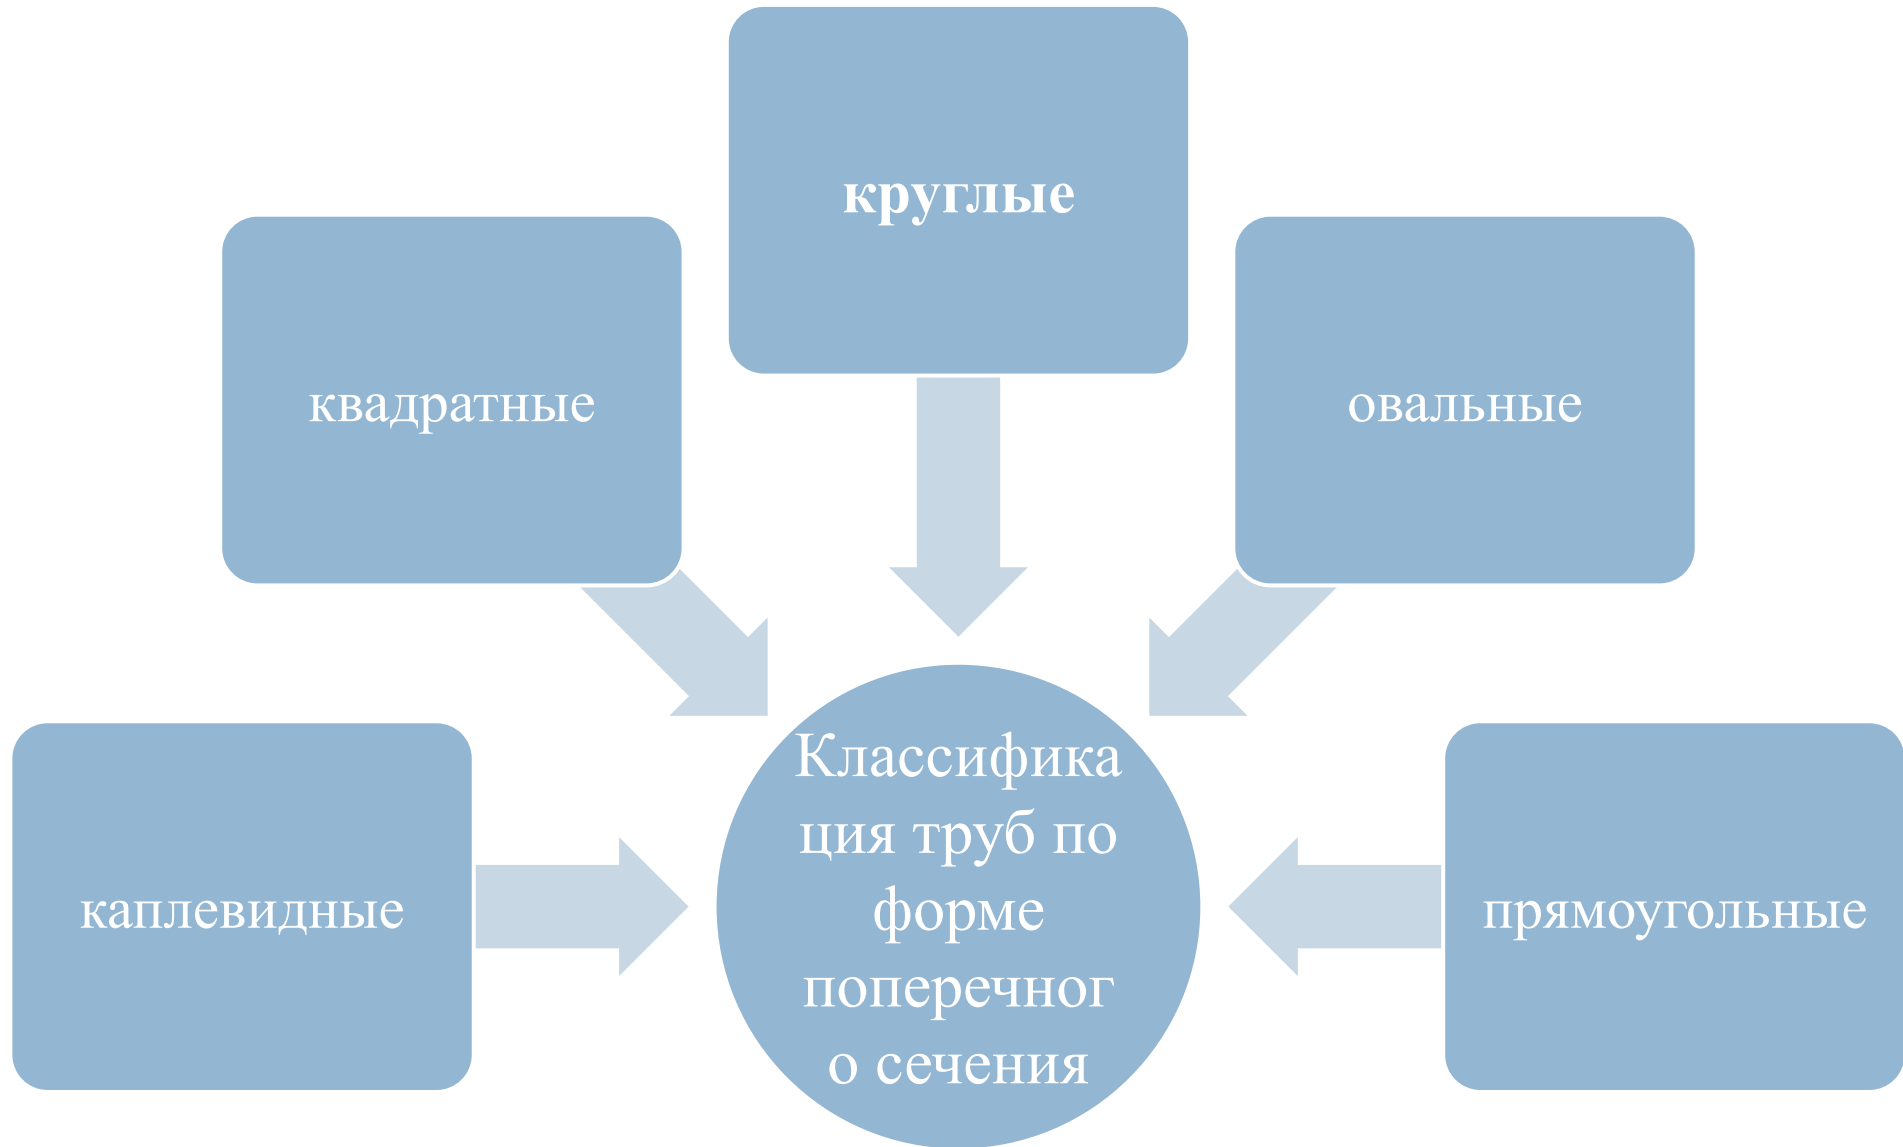 круглые
квадратные
овальные
каплевидные
Классифика
ция труб по
форме
поперечног
о сечения
прямоугольные